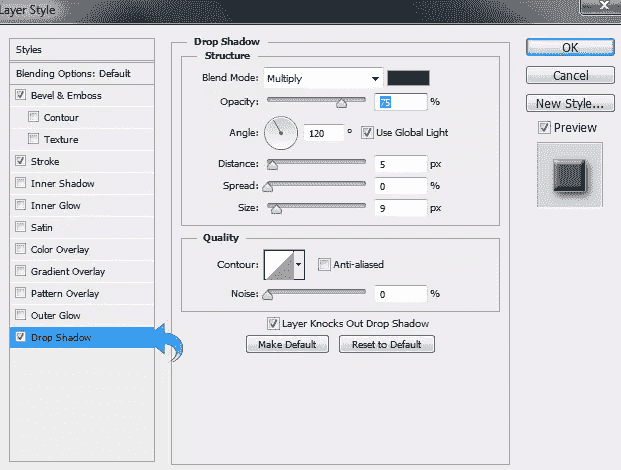 Layer Style
Styles
Blending Options: Default
Bevel & Emboss
Contour
Texture
Stroke
Inner Shadow
Inner Glow
Satin
Color Overlay
Gradient Overlay
Pattern Overlay
Outer Glow
Drop Shadow
Drop Shadow
Structure
Blend Mode: Multiply
Opacity: 75 %
Angle: 120 ° Use Global Light
Distance: 5 px
Spread: 0 %
Size: 9 px
Quality
Contour: Anti-aliased
Noise: 0 %
Layer Knocks Out Drop Shadow
Make Default Reset to Default
OK
Cancel
New Style...
Preview